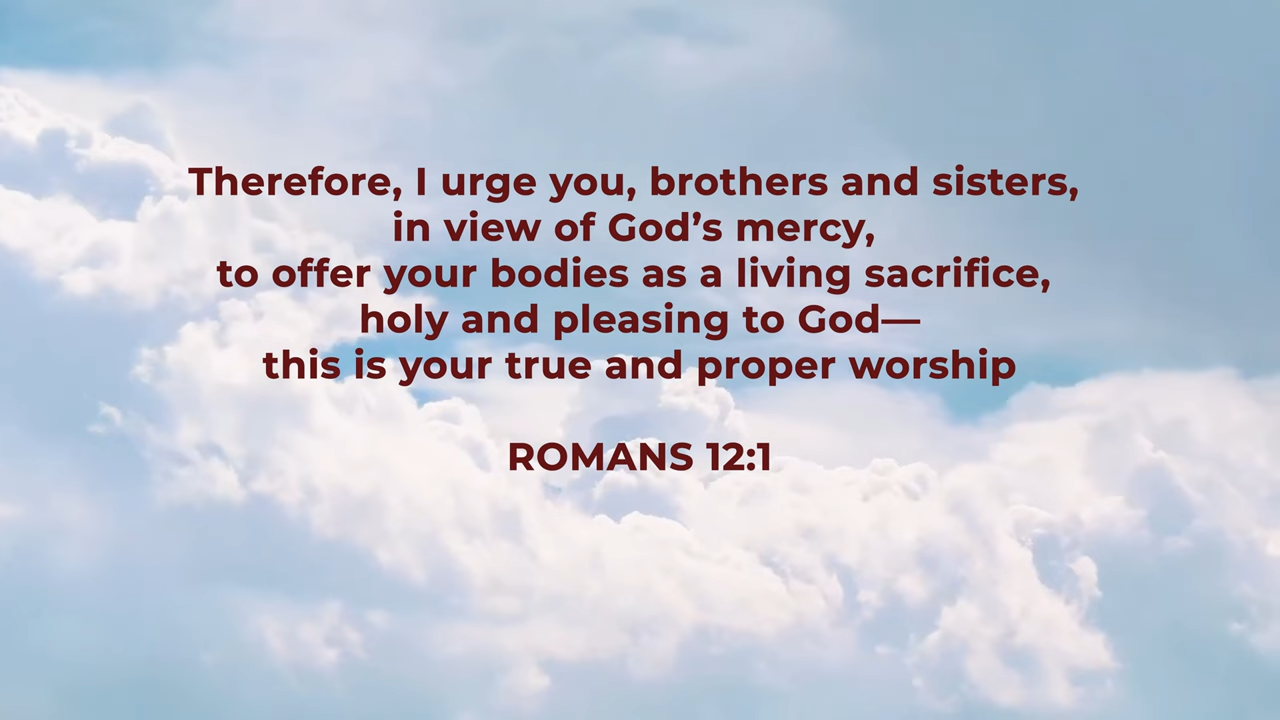 Therefore, I urge you, brothers and sisters,
in view of God’s mercy,
to offer your bodies as a living sacrifice,
holy and pleasing to God—
this is your true and proper worship
ROMANS 12:1